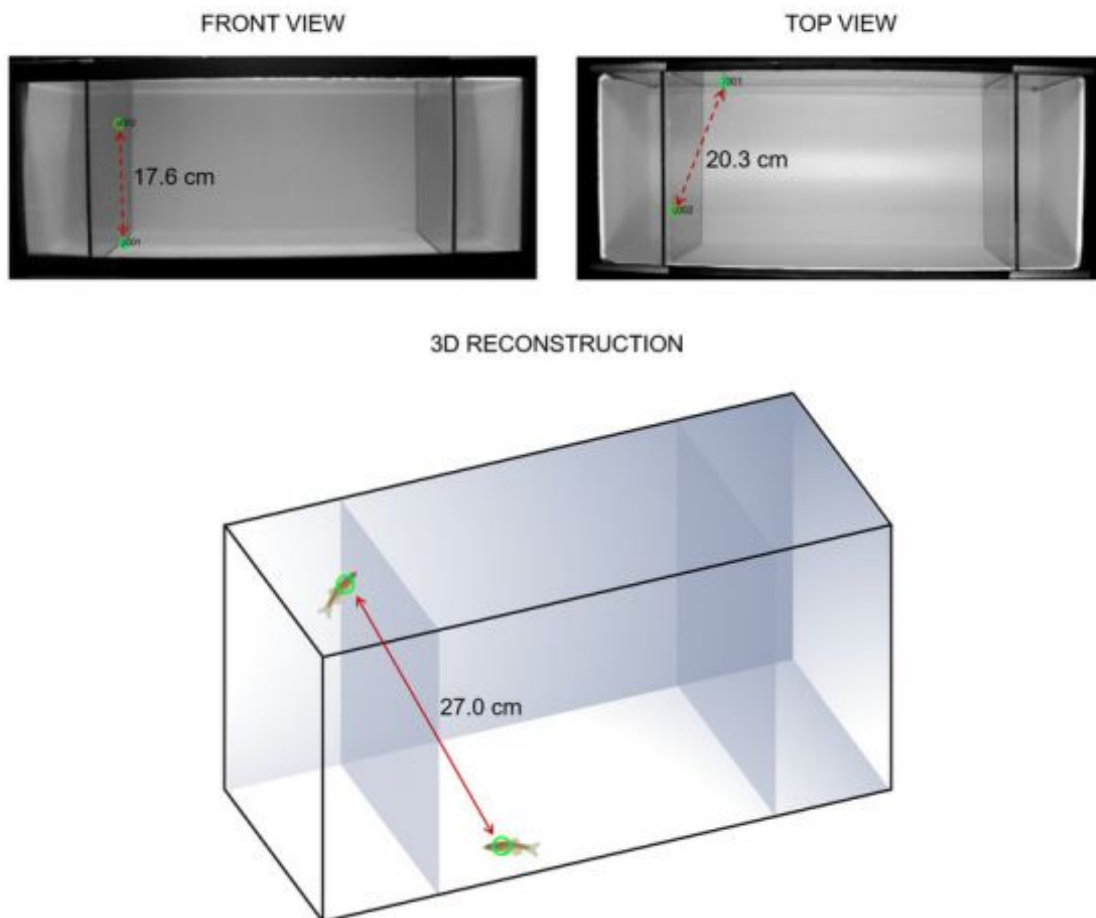 FRONT VIEW
TOP VIEW
17.6 cm
20.3 cm
3D RECONSTRUCTION
27.0 cm